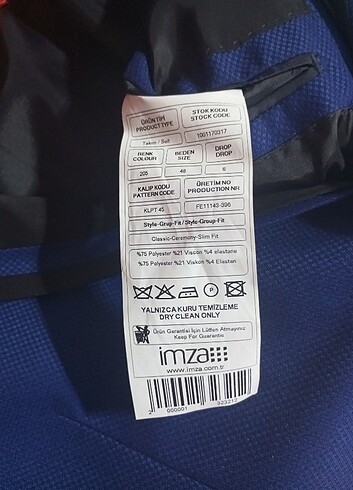 ÜRÜN TİM
PRODUCT TYPE
STOK KODU
STOCK CODE
Takım / Suit
1001170317
RENK
COLOUR
BEDEN
SIZE
DROP
DROP
205
48
6
KALIP KODU
PATTERN CODE
ÜRETİM NO
PRODUCTION NR
KLPT 45
FE11143-396
Style-Grup-Fit / Style-Group-Fit
Classic-Ceremony-Slim Fit
%75 Polyester %21 Viscon %4 elastane
%75 Polyester %21 Viskon %4 Elastan
P
YALNIZCA KURU TEMİZLEME
DRY CLEAN ONLY
Ürün Garantisi İçin Lütfen Atmayınız
Keep For Guarantee
imza
www.imza.com.tr
2 000001 323212